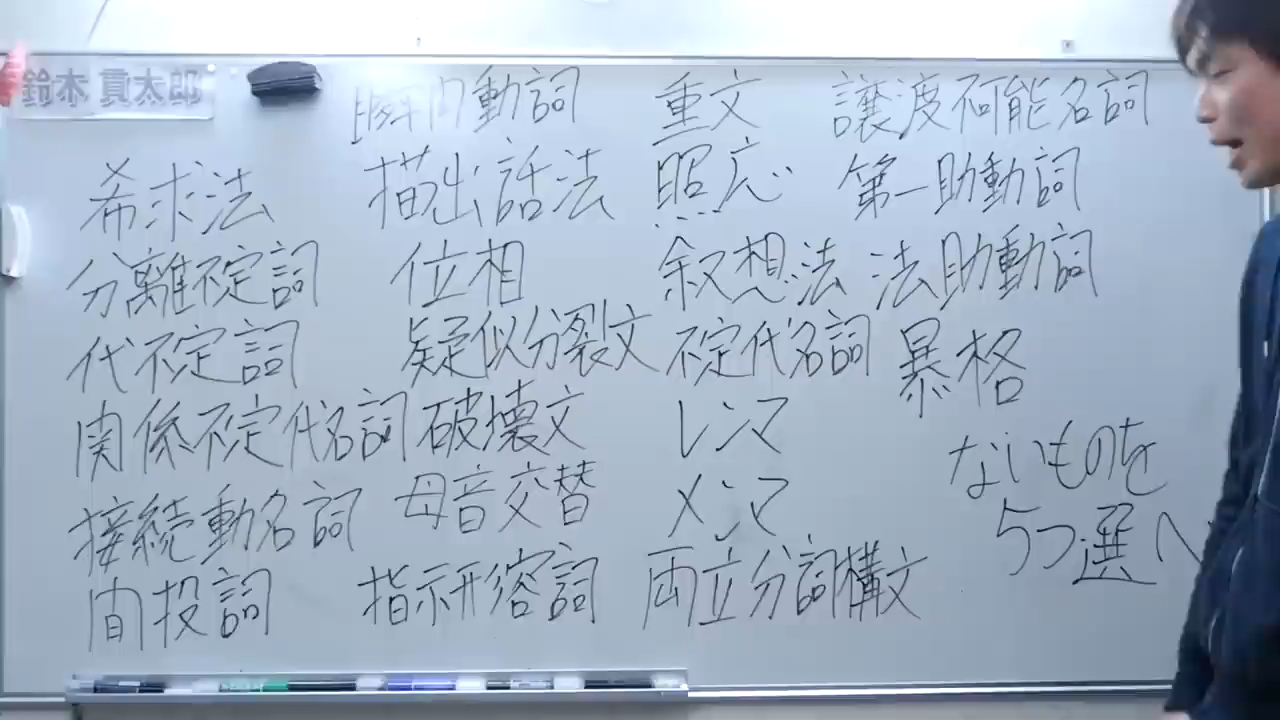 鈴木 貫太郎
希求法
分離不定詞
代不定詞
関係不定代名詞
接続動名詞
間投詞
瞬間動詞
描出話法
位相
疑似分裂文
破壊文
母音交替
指示形容詞
重文
照応
叙想法
不定代名詞
レンマ
メンマ
両立分詞構文
譲渡不可能名詞
第一助動詞
法助動詞
暴格
ないものを
5つ選べ